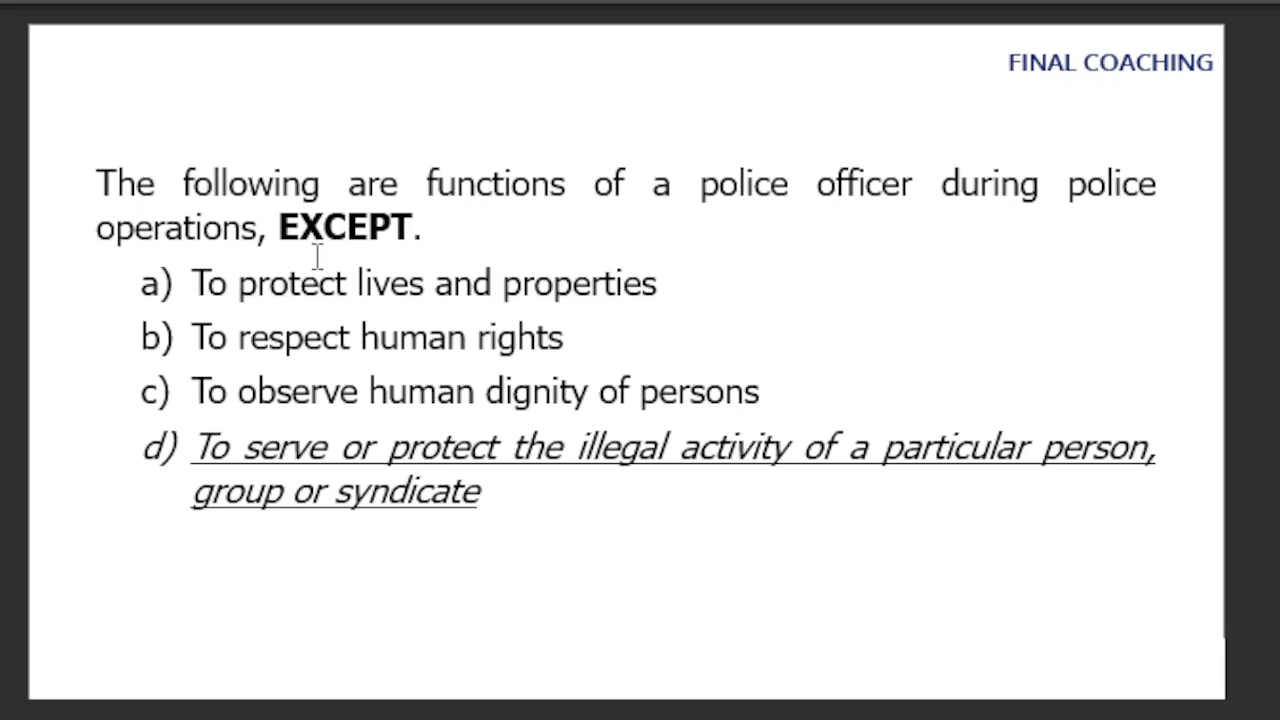 FINAL COACHING
The following are functions of a police officer during police
operations, EXCEPT.
a) To protect lives and properties
b) To respect human rights
c) To observe human dignity of persons
d) To serve or protect the illegal activity of a particular person,
group or syndicate